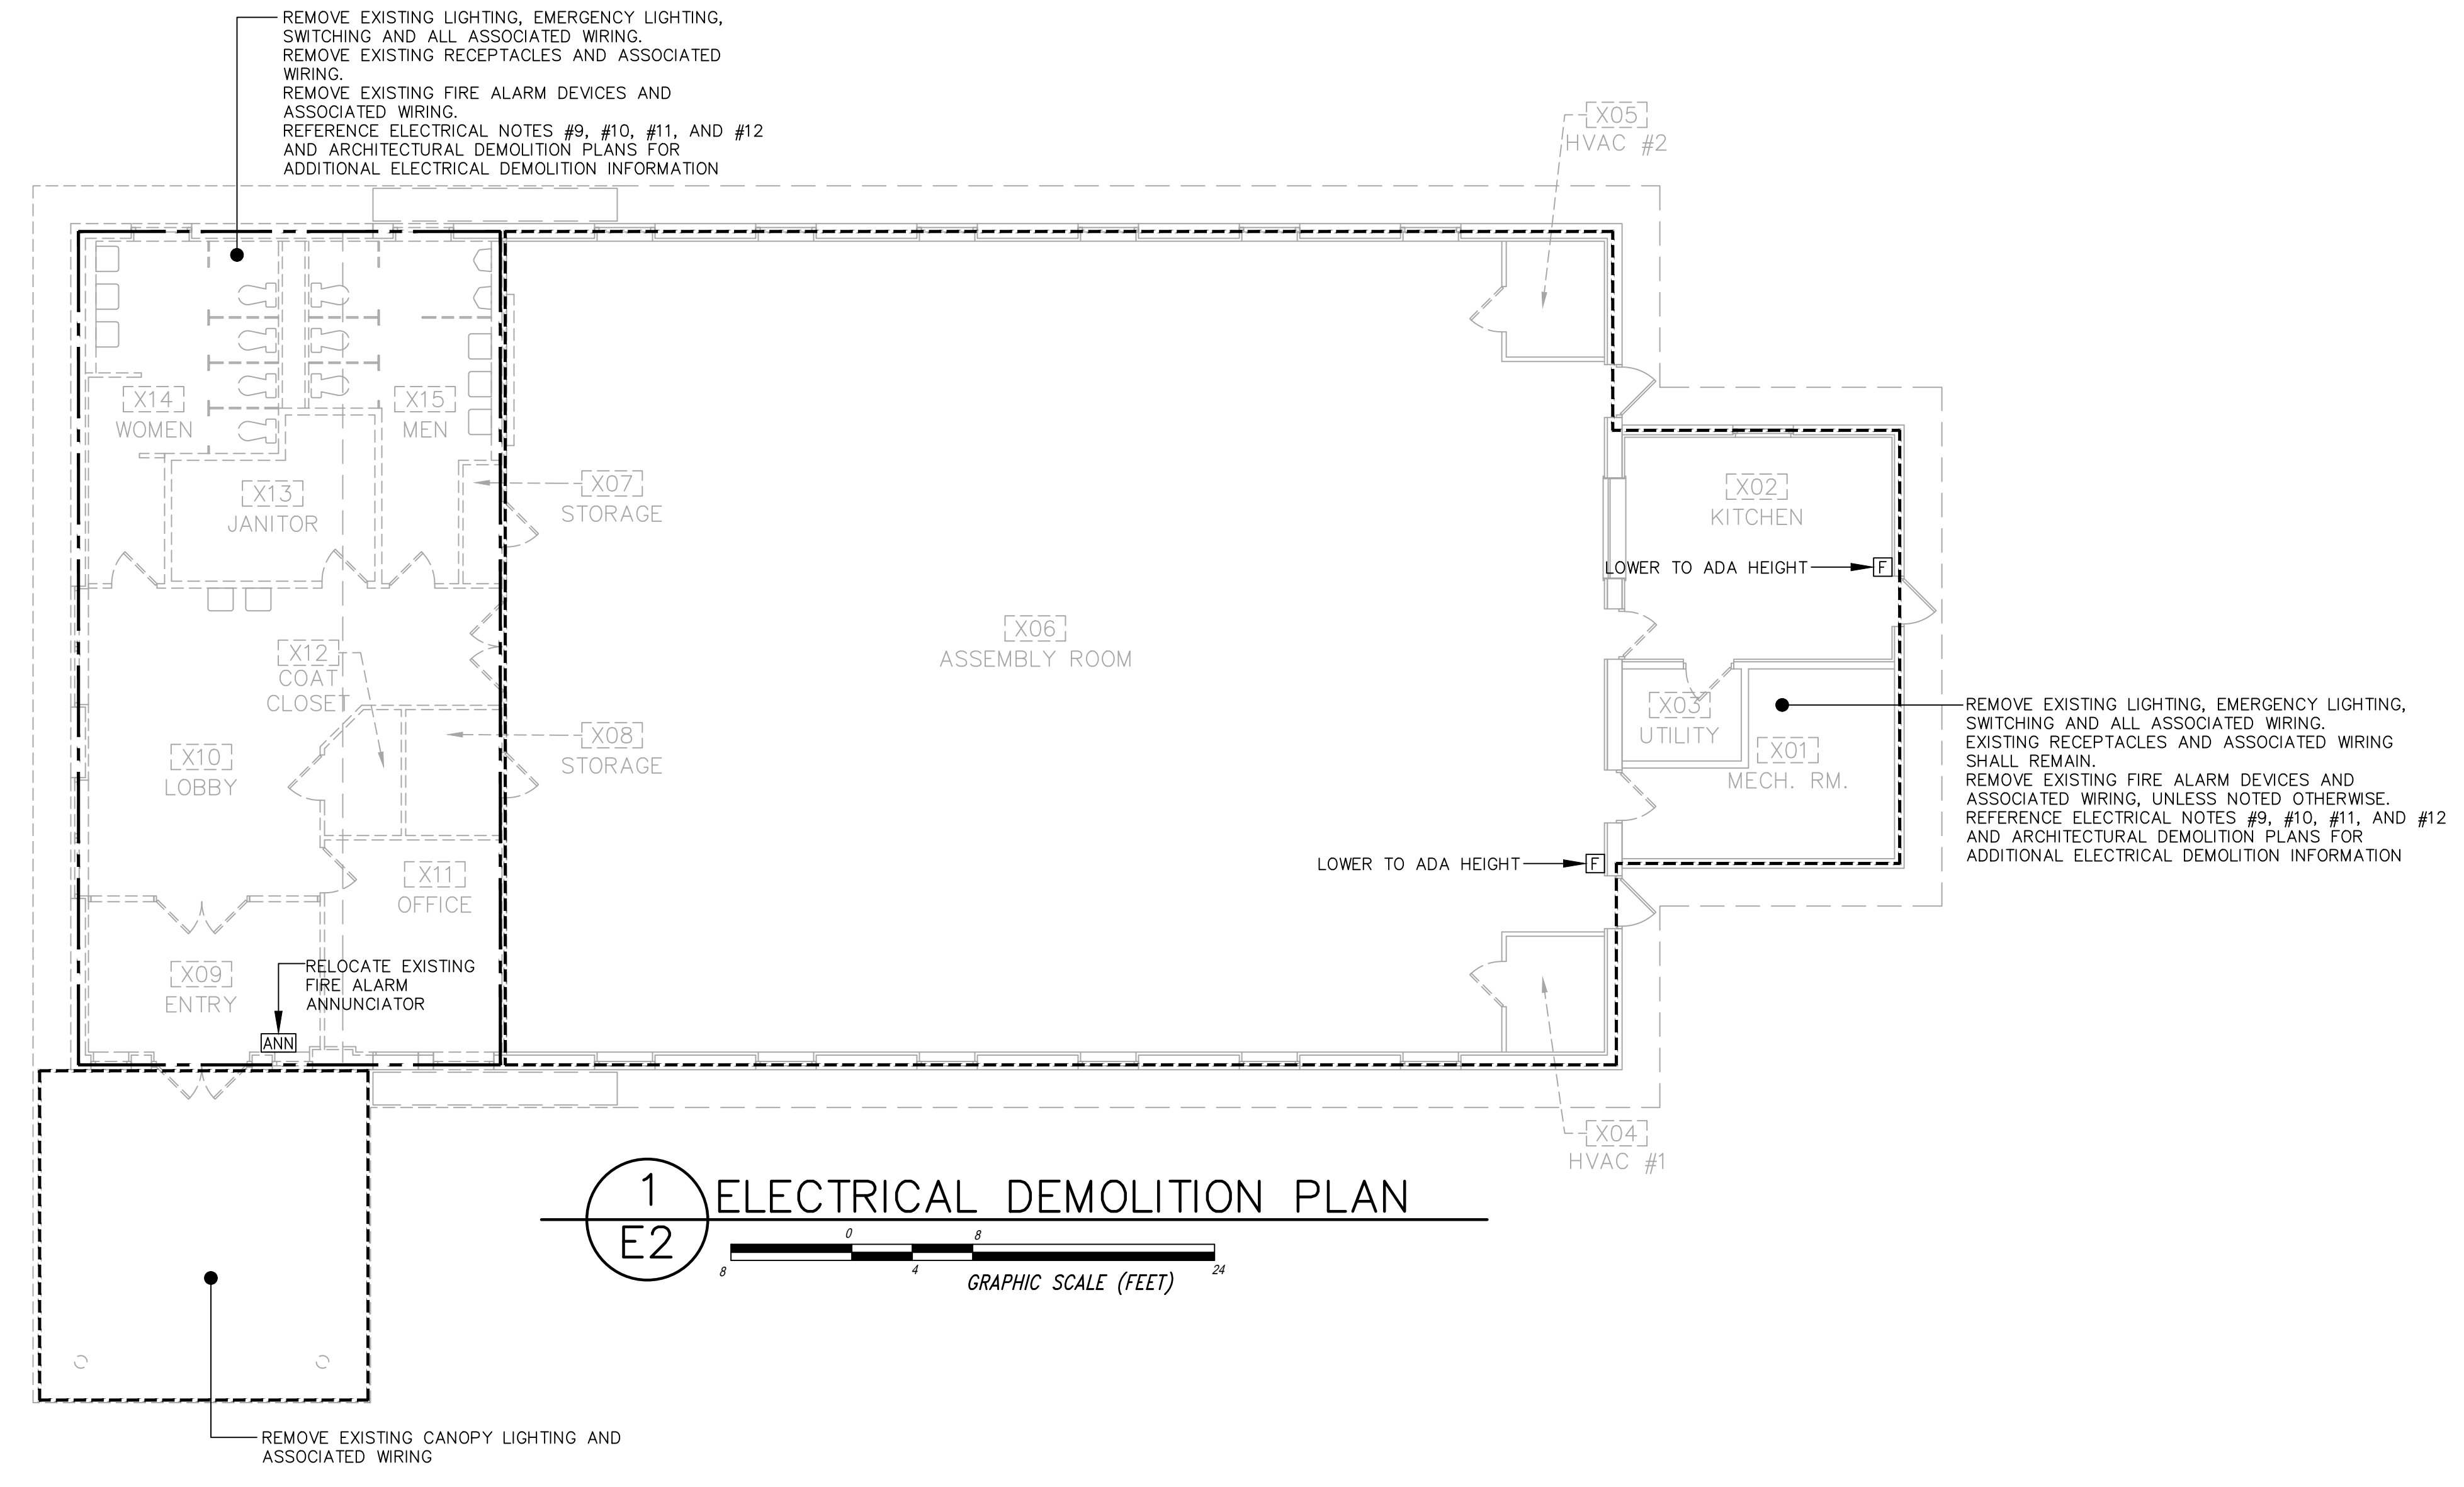 REMOVE EXISTING LIGHTING, EMERGENCY LIGHTING,
SWITCHING AND ALL ASSOCIATED WIRING.
REMOVE EXISTING RECEPTACLES AND ASSOCIATED
WIRING.
REMOVE EXISTING FIRE ALARM DEVICES AND
ASSOCIATED WIRING.
REFERENCE ELECTRICAL NOTES #9, #10, #11, AND #12
AND ARCHITECTURAL DEMOLITION PLANS FOR
ADDITIONAL ELECTRICAL DEMOLITION INFORMATION
X05
HVAC #2
X14
WOMEN
X15
MEN
X13
JANITOR
X07
STORAGE
X02
KITCHEN
LOWER TO ADA HEIGHT
F
X06
ASSEMBLY ROOM
X12
COAT
CLOSET
X03
UTILITY
X01
MECH. RM.
REMOVE EXISTING LIGHTING, EMERGENCY LIGHTING,
SWITCHING AND ALL ASSOCIATED WIRING.
EXISTING RECEPTACLES AND ASSOCIATED WIRING
SHALL REMAIN.
REMOVE EXISTING FIRE ALARM DEVICES AND
ASSOCIATED WIRING, UNLESS NOTED OTHERWISE.
REFERENCE ELECTRICAL NOTES #9, #10, #11, AND #12
AND ARCHITECTURAL DEMOLITION PLANS FOR
ADDITIONAL ELECTRICAL DEMOLITION INFORMATION
X10
LOBBY
X08
STORAGE
LOWER TO ADA HEIGHT
F
X11
OFFICE
X09
ENTRY
RELOCATE EXISTING
FIRE ALARM
ANNUNCIATOR
ANN
X04
HVAC #1
1
E2
ELECTRICAL DEMOLITION PLAN
0 8
8 4 24
GRAPHIC SCALE (FEET)
REMOVE EXISTING CANOPY LIGHTING AND
ASSOCIATED WIRING